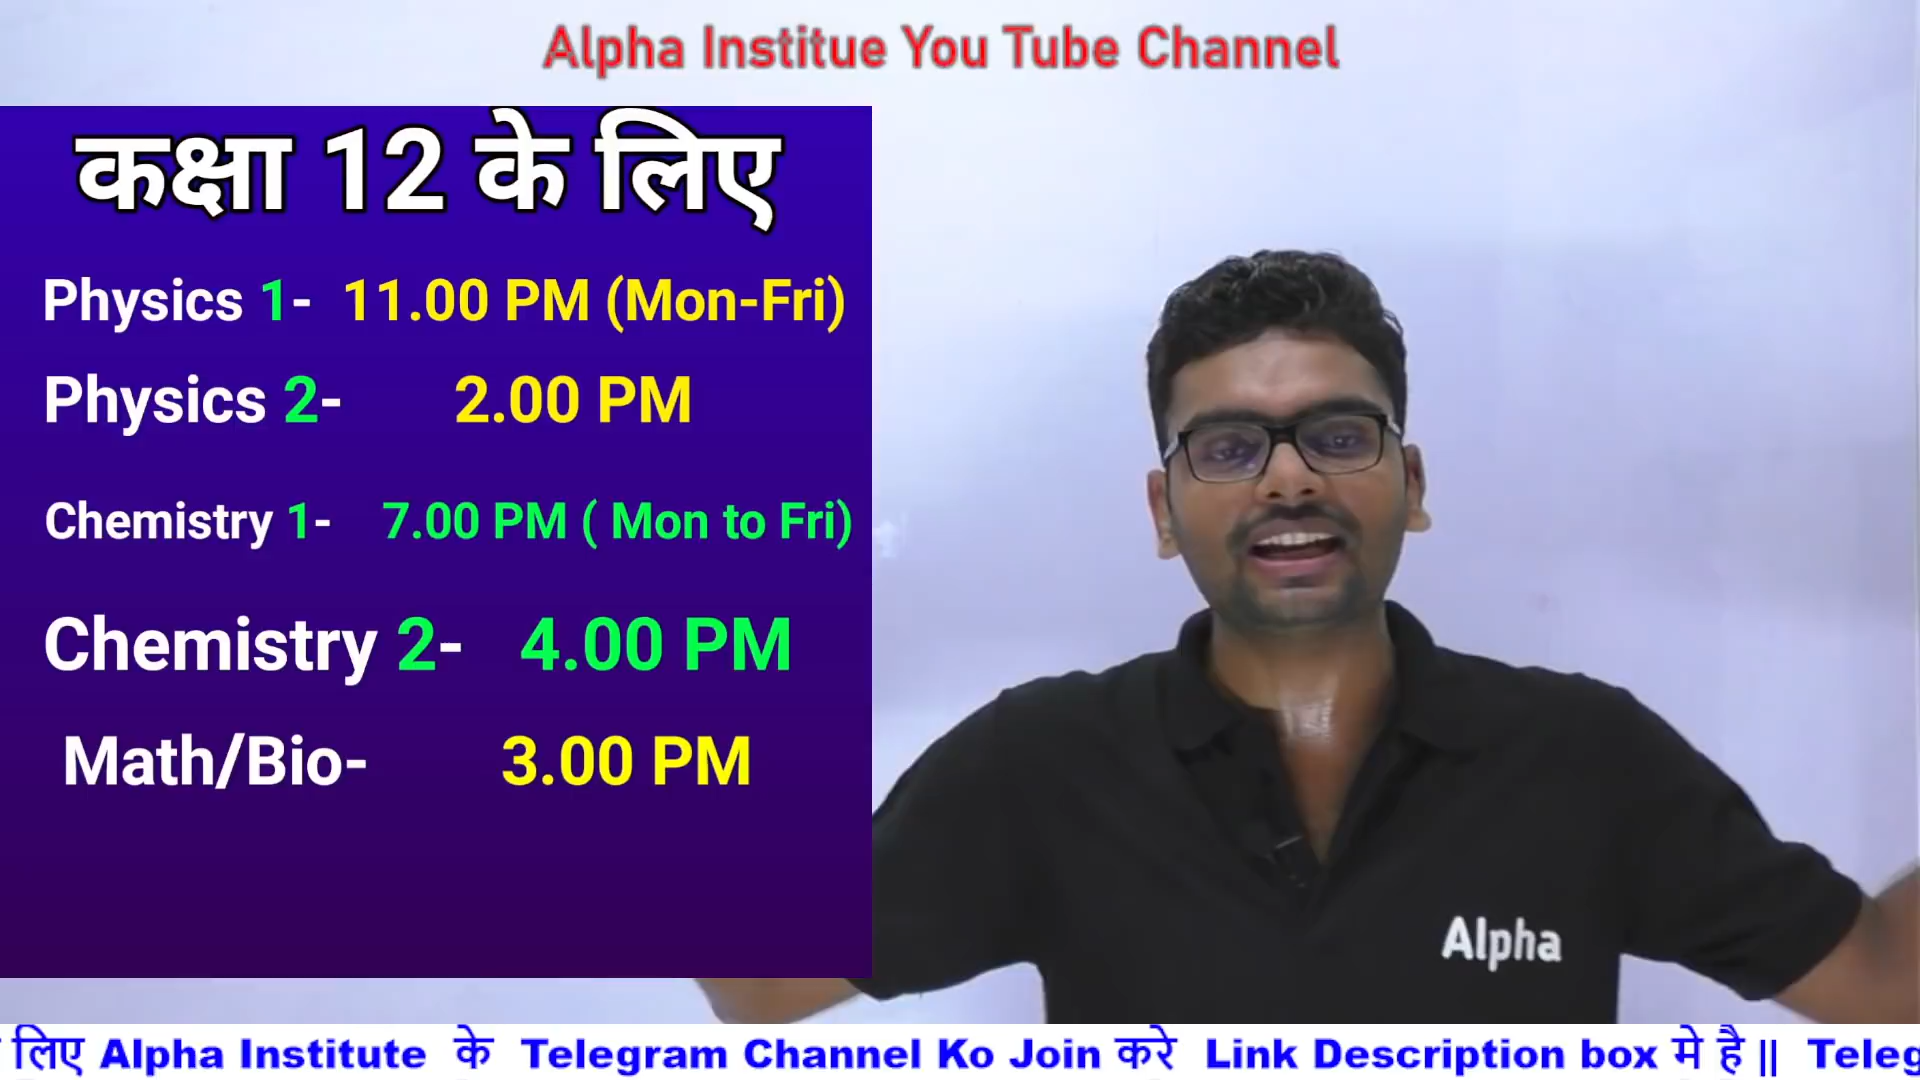 Alpha Institue You Tube Channel
कक्षा 12 के लिए
Physics 1- 11.00 PM (Mon-Fri)
Physics 2- 2.00 PM
Chemistry 1- 7.00 PM ( Mon to Fri)
Chemistry 2- 4.00 PM
Math/Bio- 3.00 PM
Alpha
लिए Alpha Institute के Telegram Channel Ko Join करे Link Description box मे है || Teleg